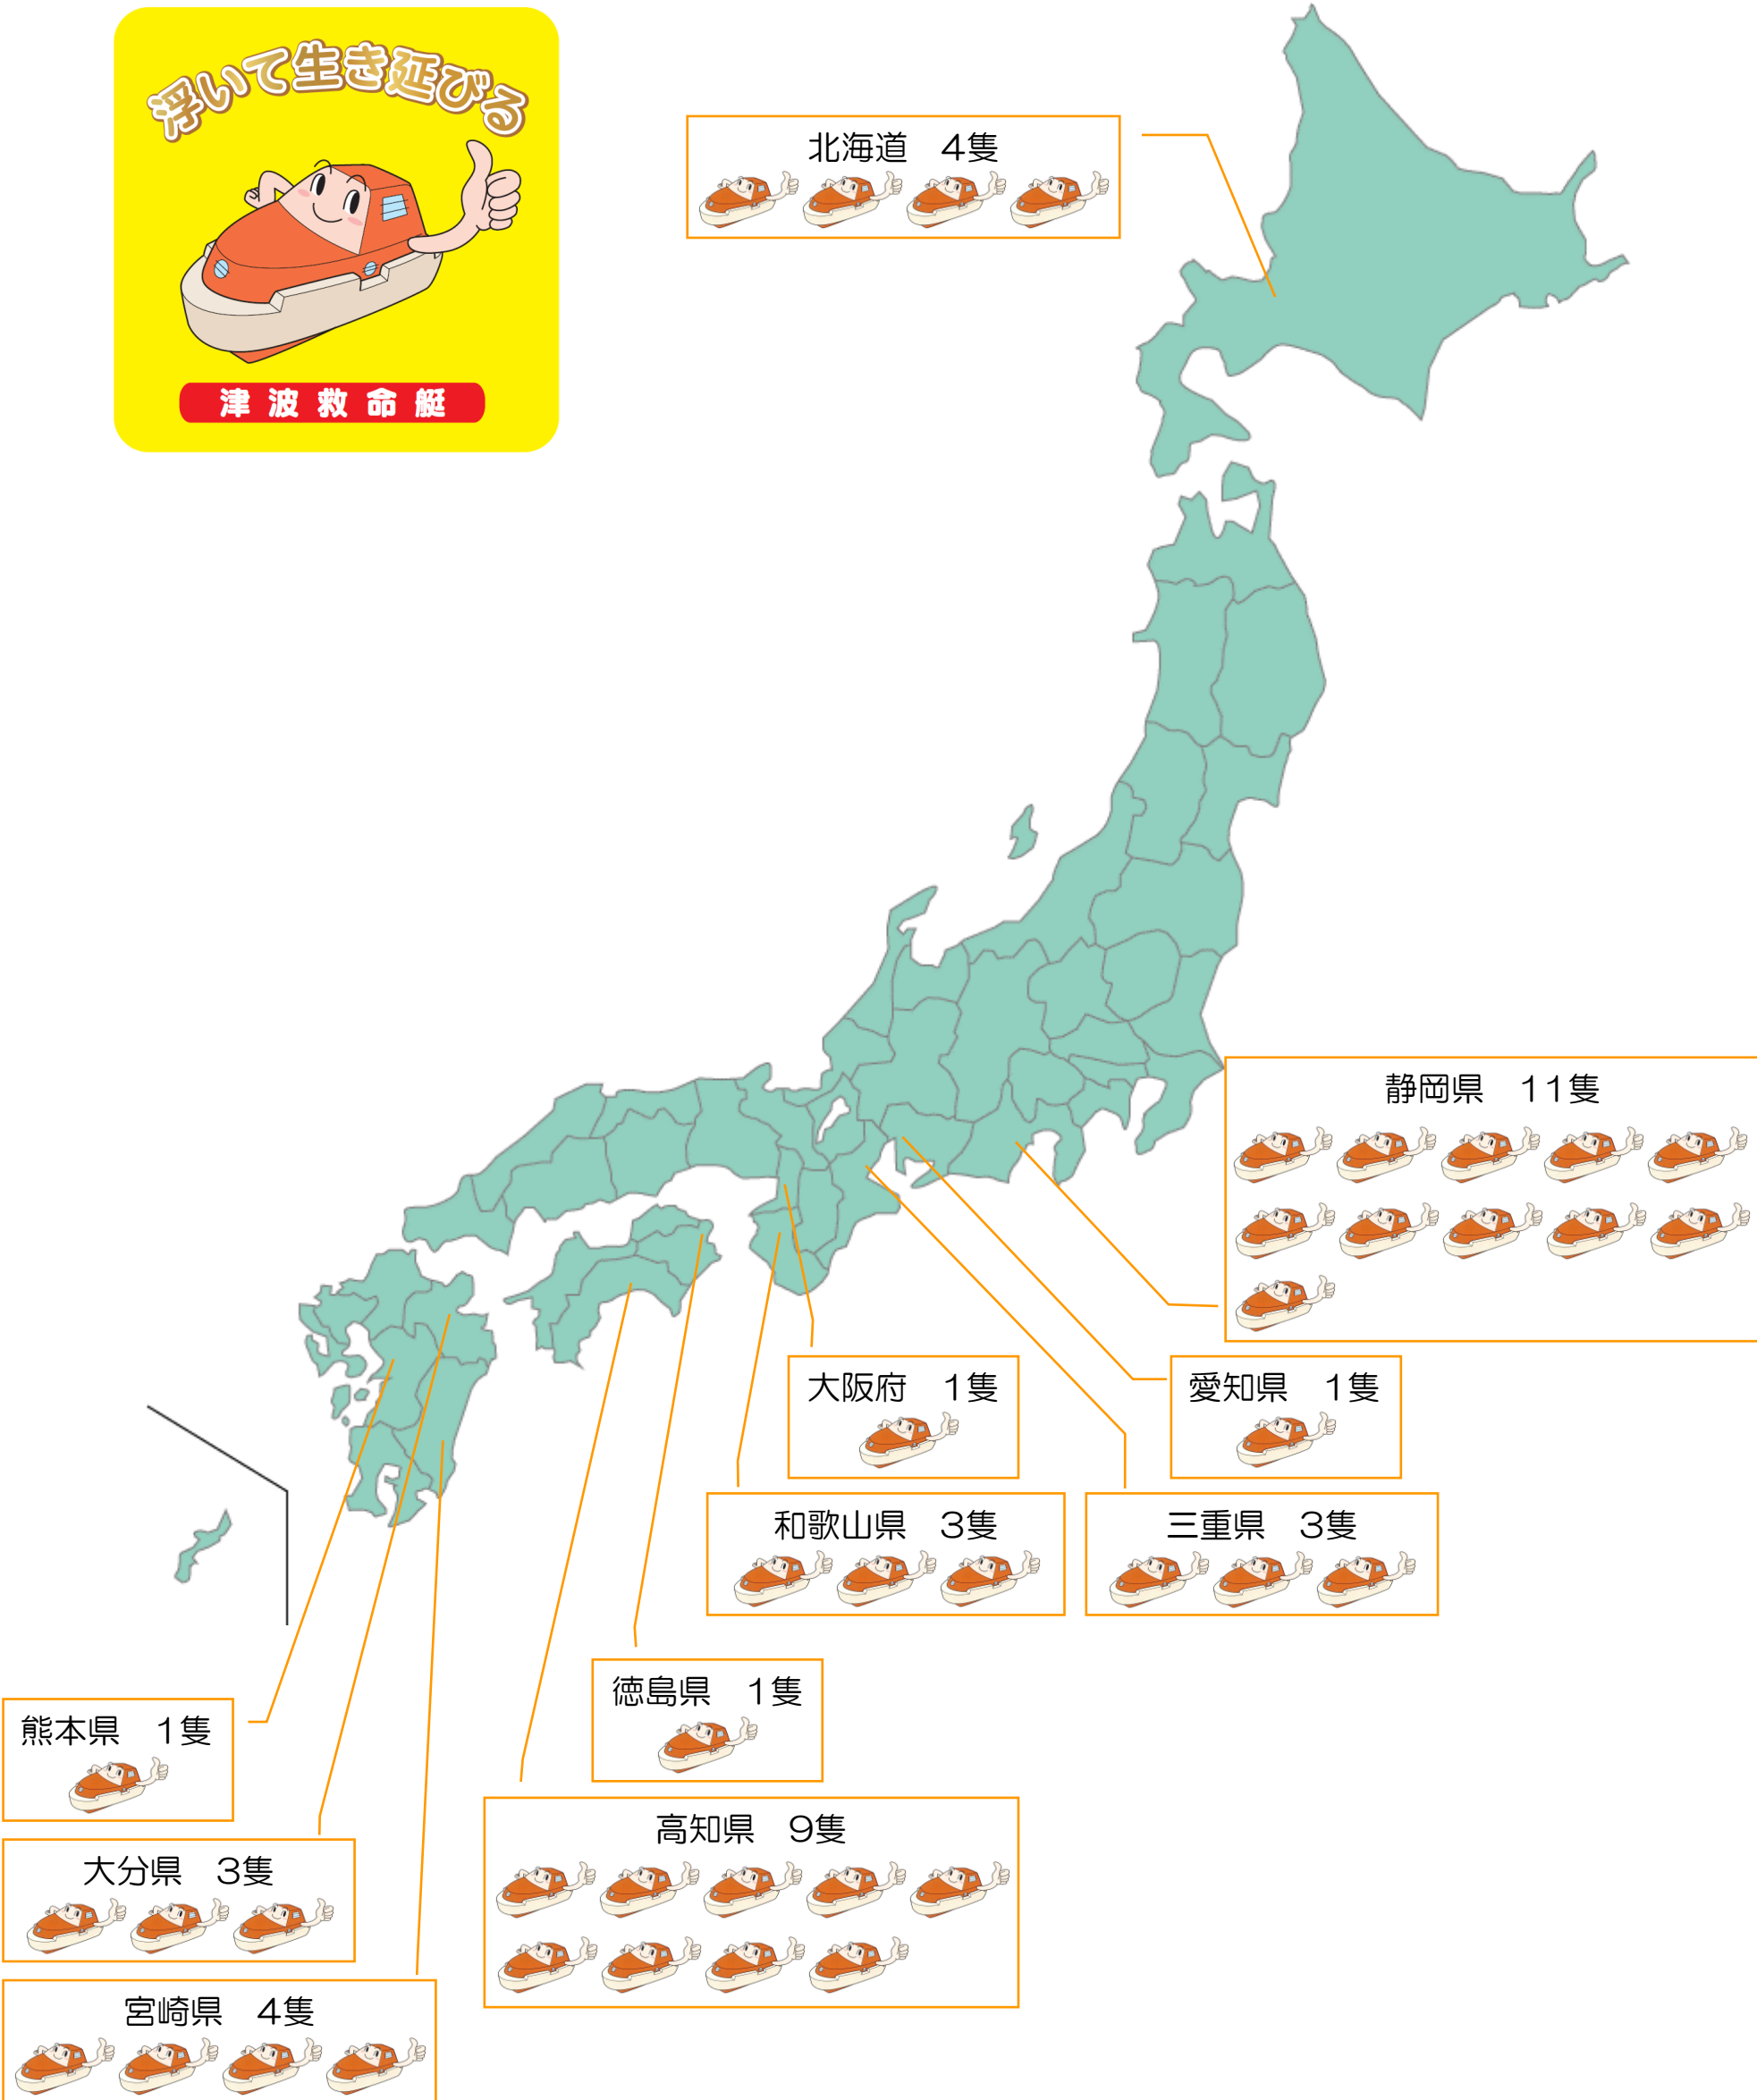 浮いて生き延びる
津波救命艇
北海道　4隻
静岡県　11隻
大阪府　1隻
愛知県　1隻
和歌山県　3隻
三重県　3隻
徳島県　1隻
熊本県　1隻
高知県　9隻
大分県　3隻
宮崎県　4隻